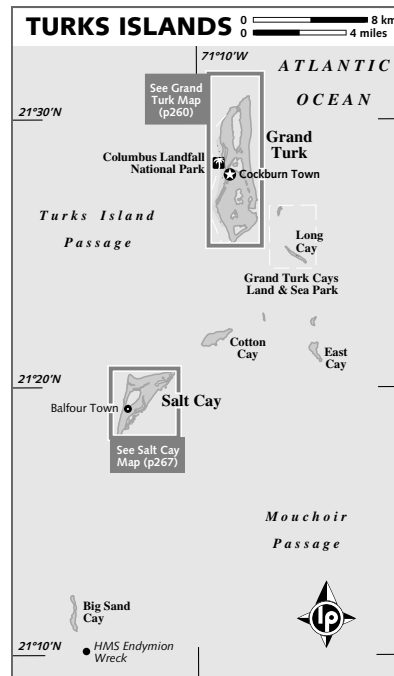 TURKS ISLANDS
0 8 km
0 4 miles
71°10'W
ATLANTIC
OCEAN
See Grand
Turk Map
(p260)
21°30'N
Grand
Turk
Columbus Landfall
National Park
Cockburn Town
Turks Island
Passage
Long
Cay
Grand Turk Cays
Land & Sea Park
Cotton
Cay
East
Cay
21°20'N
Salt Cay
Balfour Town
See Salt Cay
Map (p267)
Mouchoir
Passage
Big Sand
Cay
lp
21°10'N
HMS Endymion
Wreck